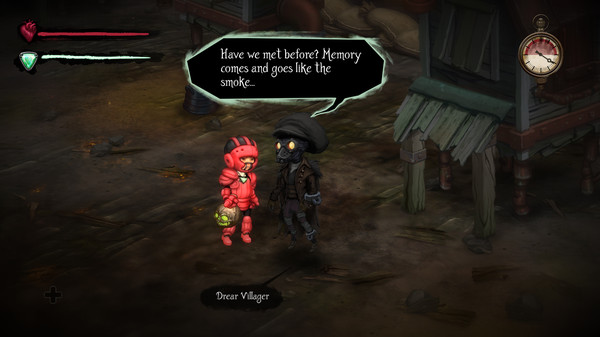 Have we met before? Memory
comes and goes like the
smoke...
Drear Villager